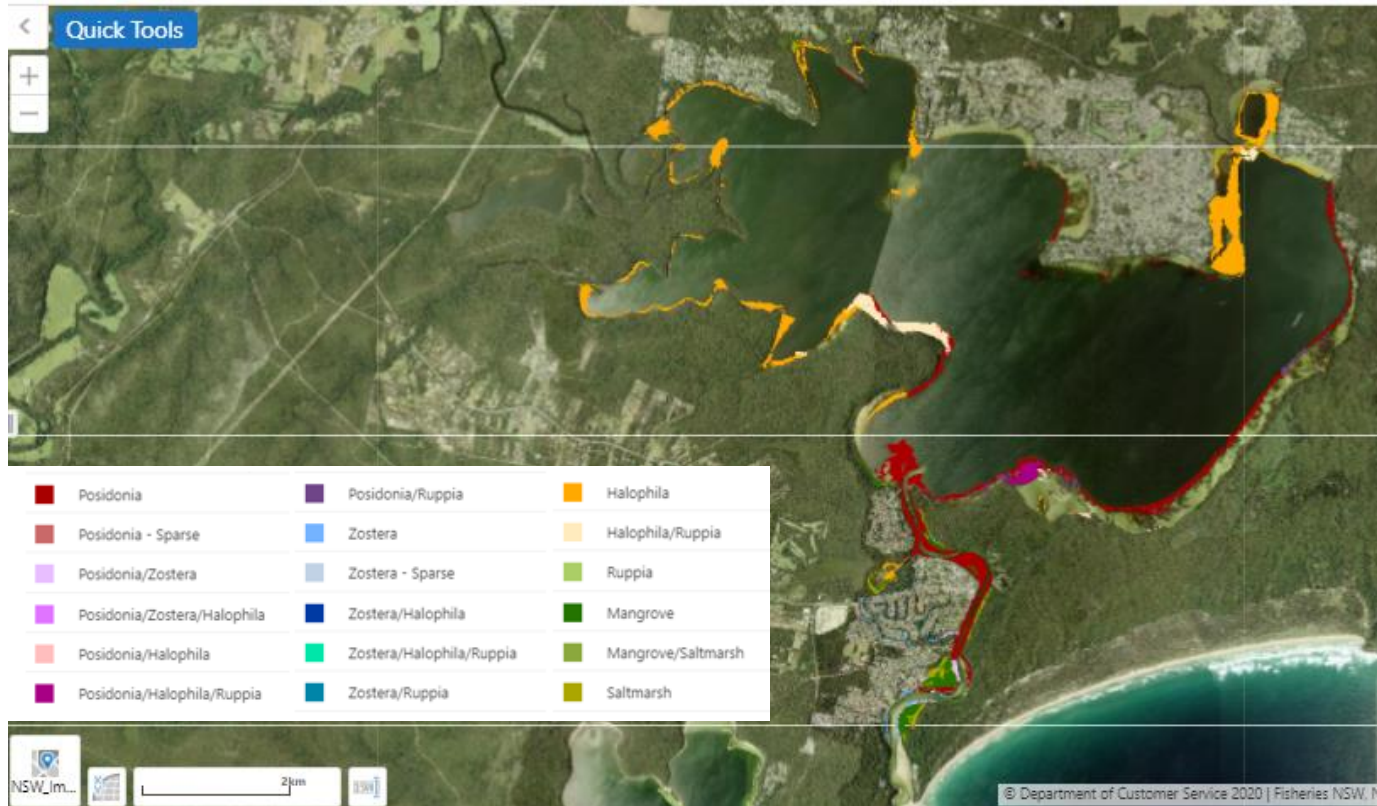 Quick Tools
Posidonia
Posidonia - Sparse
Posidonia/Zostera
Posidonia/Zostera/Halophila
Posidonia/Halophila
Posidonia/Halophila/Ruppia
Posidonia/Ruppia
Zostera
Zostera - Sparse
Zostera/Halophila
Zostera/Halophila/Ruppia
Zostera/Ruppia
Halophila
Halophila/Ruppia
Ruppia
Mangrove
Mangrove/Saltmarsh
Saltmarsh
NSW_Im...
2km
© Department of Customer Service 2020 | Fisheries NSW, N